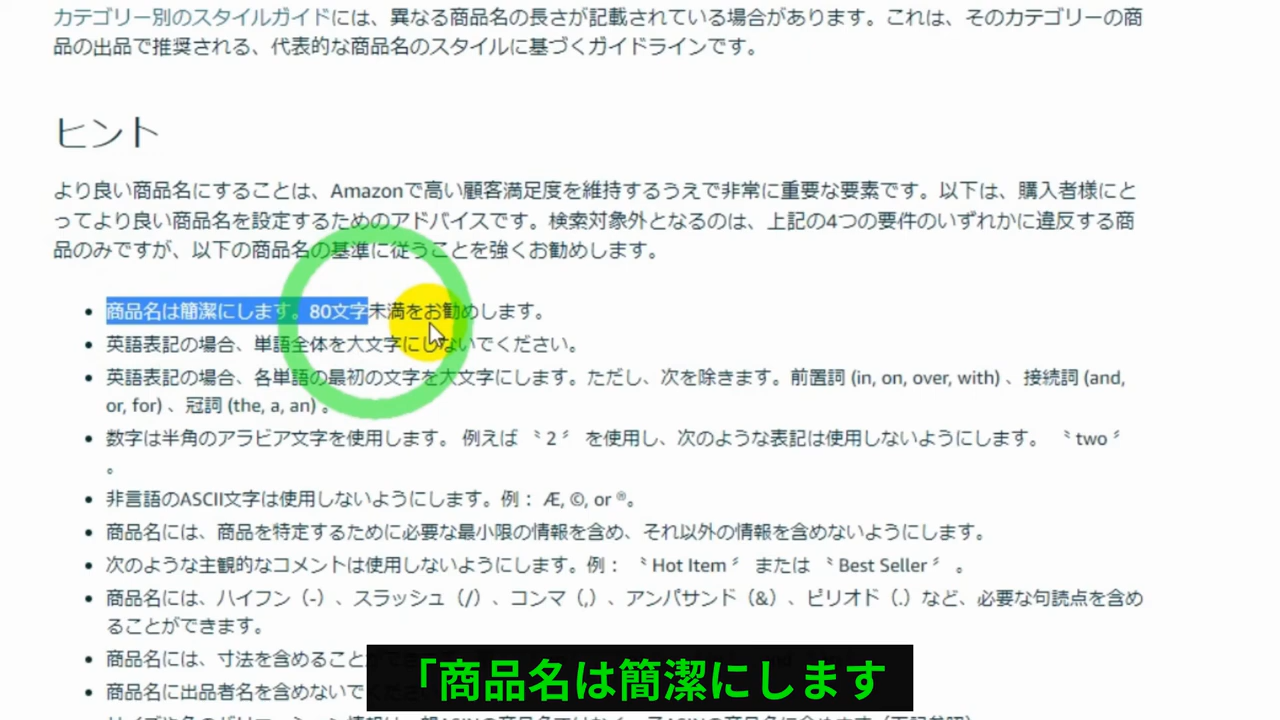 カテゴリー別のスタイルガイドには、異なる商品名の長さが記載されている場合があります。これは、そのカテゴリーの商
品の出品で推奨される、代表的な商品名のスタイルに基づくガイドラインです。
ヒント
より良い商品名にすることは、Amazonで高い顧客満足度を維持するうえで非常に重要な要素です。以下は、購入者様にと
ってより良い商品名を設定するためのアドバイスです。検索対象外となるのは、上記の4つの要件のいずれかに違反する商
品のみですが、以下の商品名の基準に従うことを強くお勧めします。
• 商品名は簡潔にします。80文字未満をお勧めします。
• 英語表記の場合、単語全体を大文字にしないでください。
• 英語表記の場合、各単語の最初の文字を大文字にします。ただし、次を除きます。前置詞 (in, on, over, with) 、接続詞 (and,
or, for) 、冠詞 (the, a, an) 。
• 数字は半角のアラビア文字を使用します。 例えば 〝2〞 を使用し、次のような表記は使用しないようにします。 〝two〞
。
• 非言語のASCII文字は使用しないようにします。例： Æ, ©, or ®。
• 商品名には、商品を特定するために必要な最小限の情報を含め、それ以外の情報を含めないようにします。
• 次のような主観的なコメントは使用しないようにします。例： 〝Hot Item〞 または 〝Best Seller〞 。
• 商品名には、ハイフン（-）、スラッシュ（/）、コンマ（,）、アンパサンド（&）、ピリオド（.）など、必要な句読点を含め
ることができます。
• 商品名には、寸法を含めることが
• 商品名に出品者名を含めないで
「商品名は簡潔にします